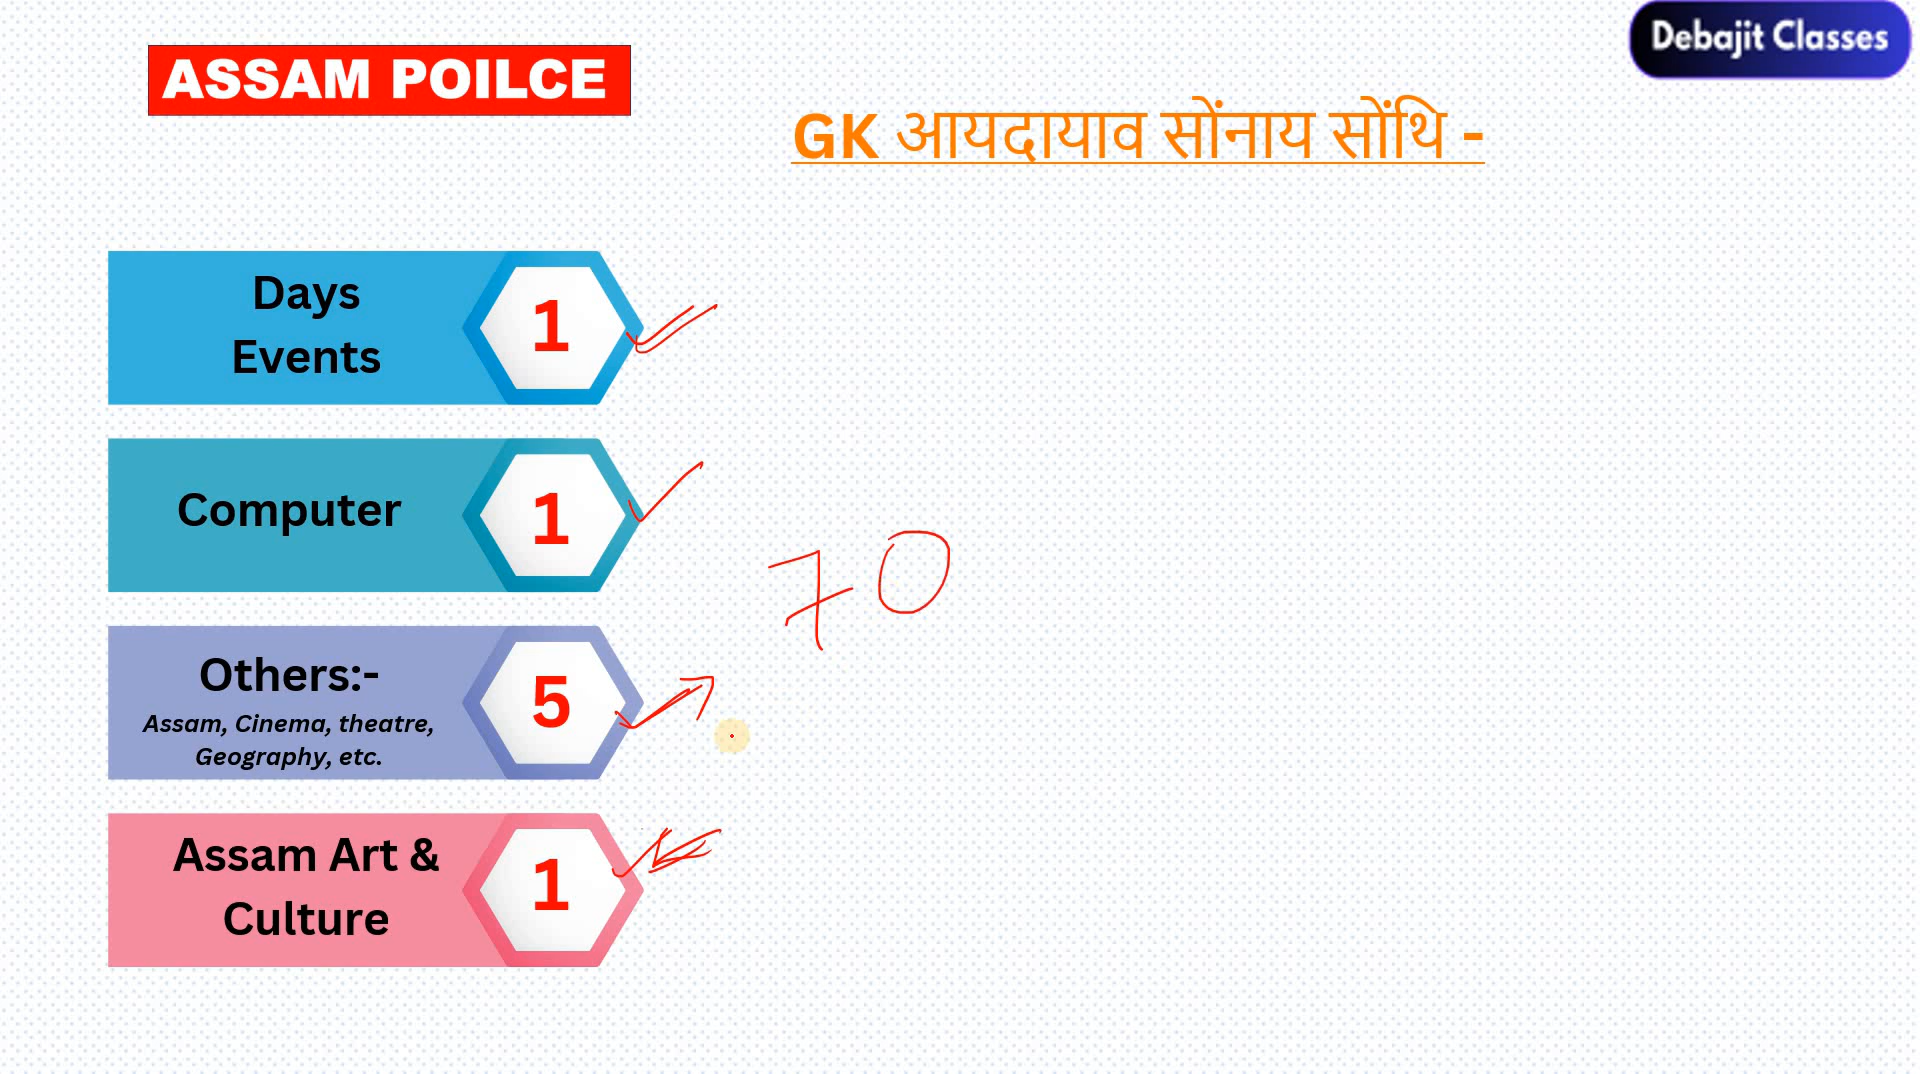 Debajit Classes
ASSAM POILCE
GK आयदायाव सोंनाय सोंथि -
Days
Events
1
Computer
1
70
Others:-
Assam, Cinema, theatre,
Geography, etc.
5
Assam Art &
Culture
1